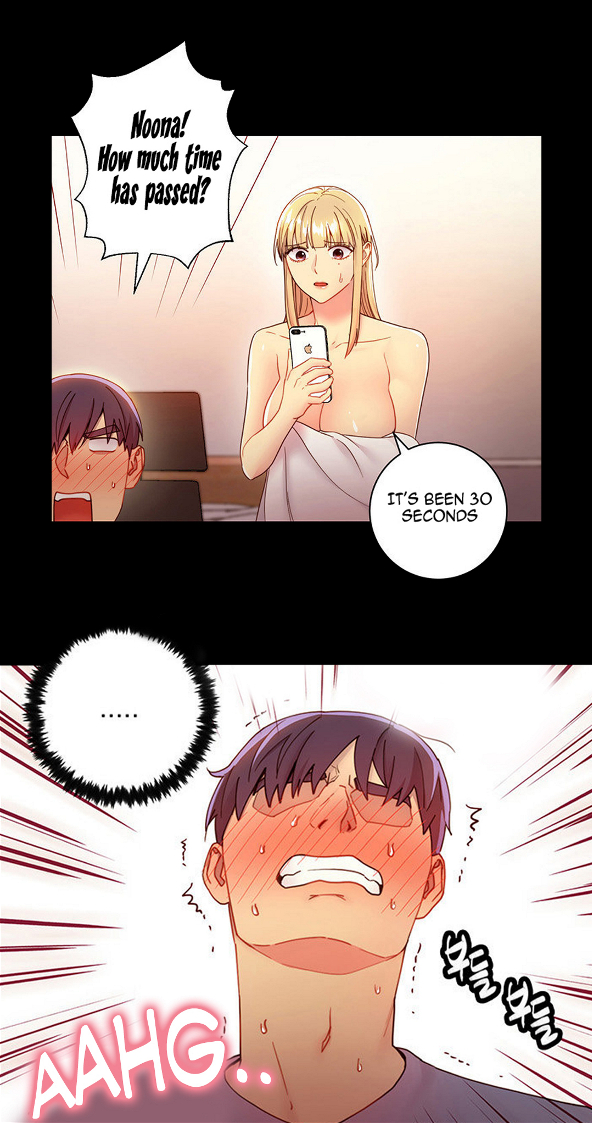 Noona!
How much time
has passed?
IT'S BEEN 30
SECONDS
.....
부들
부들
AAHG..